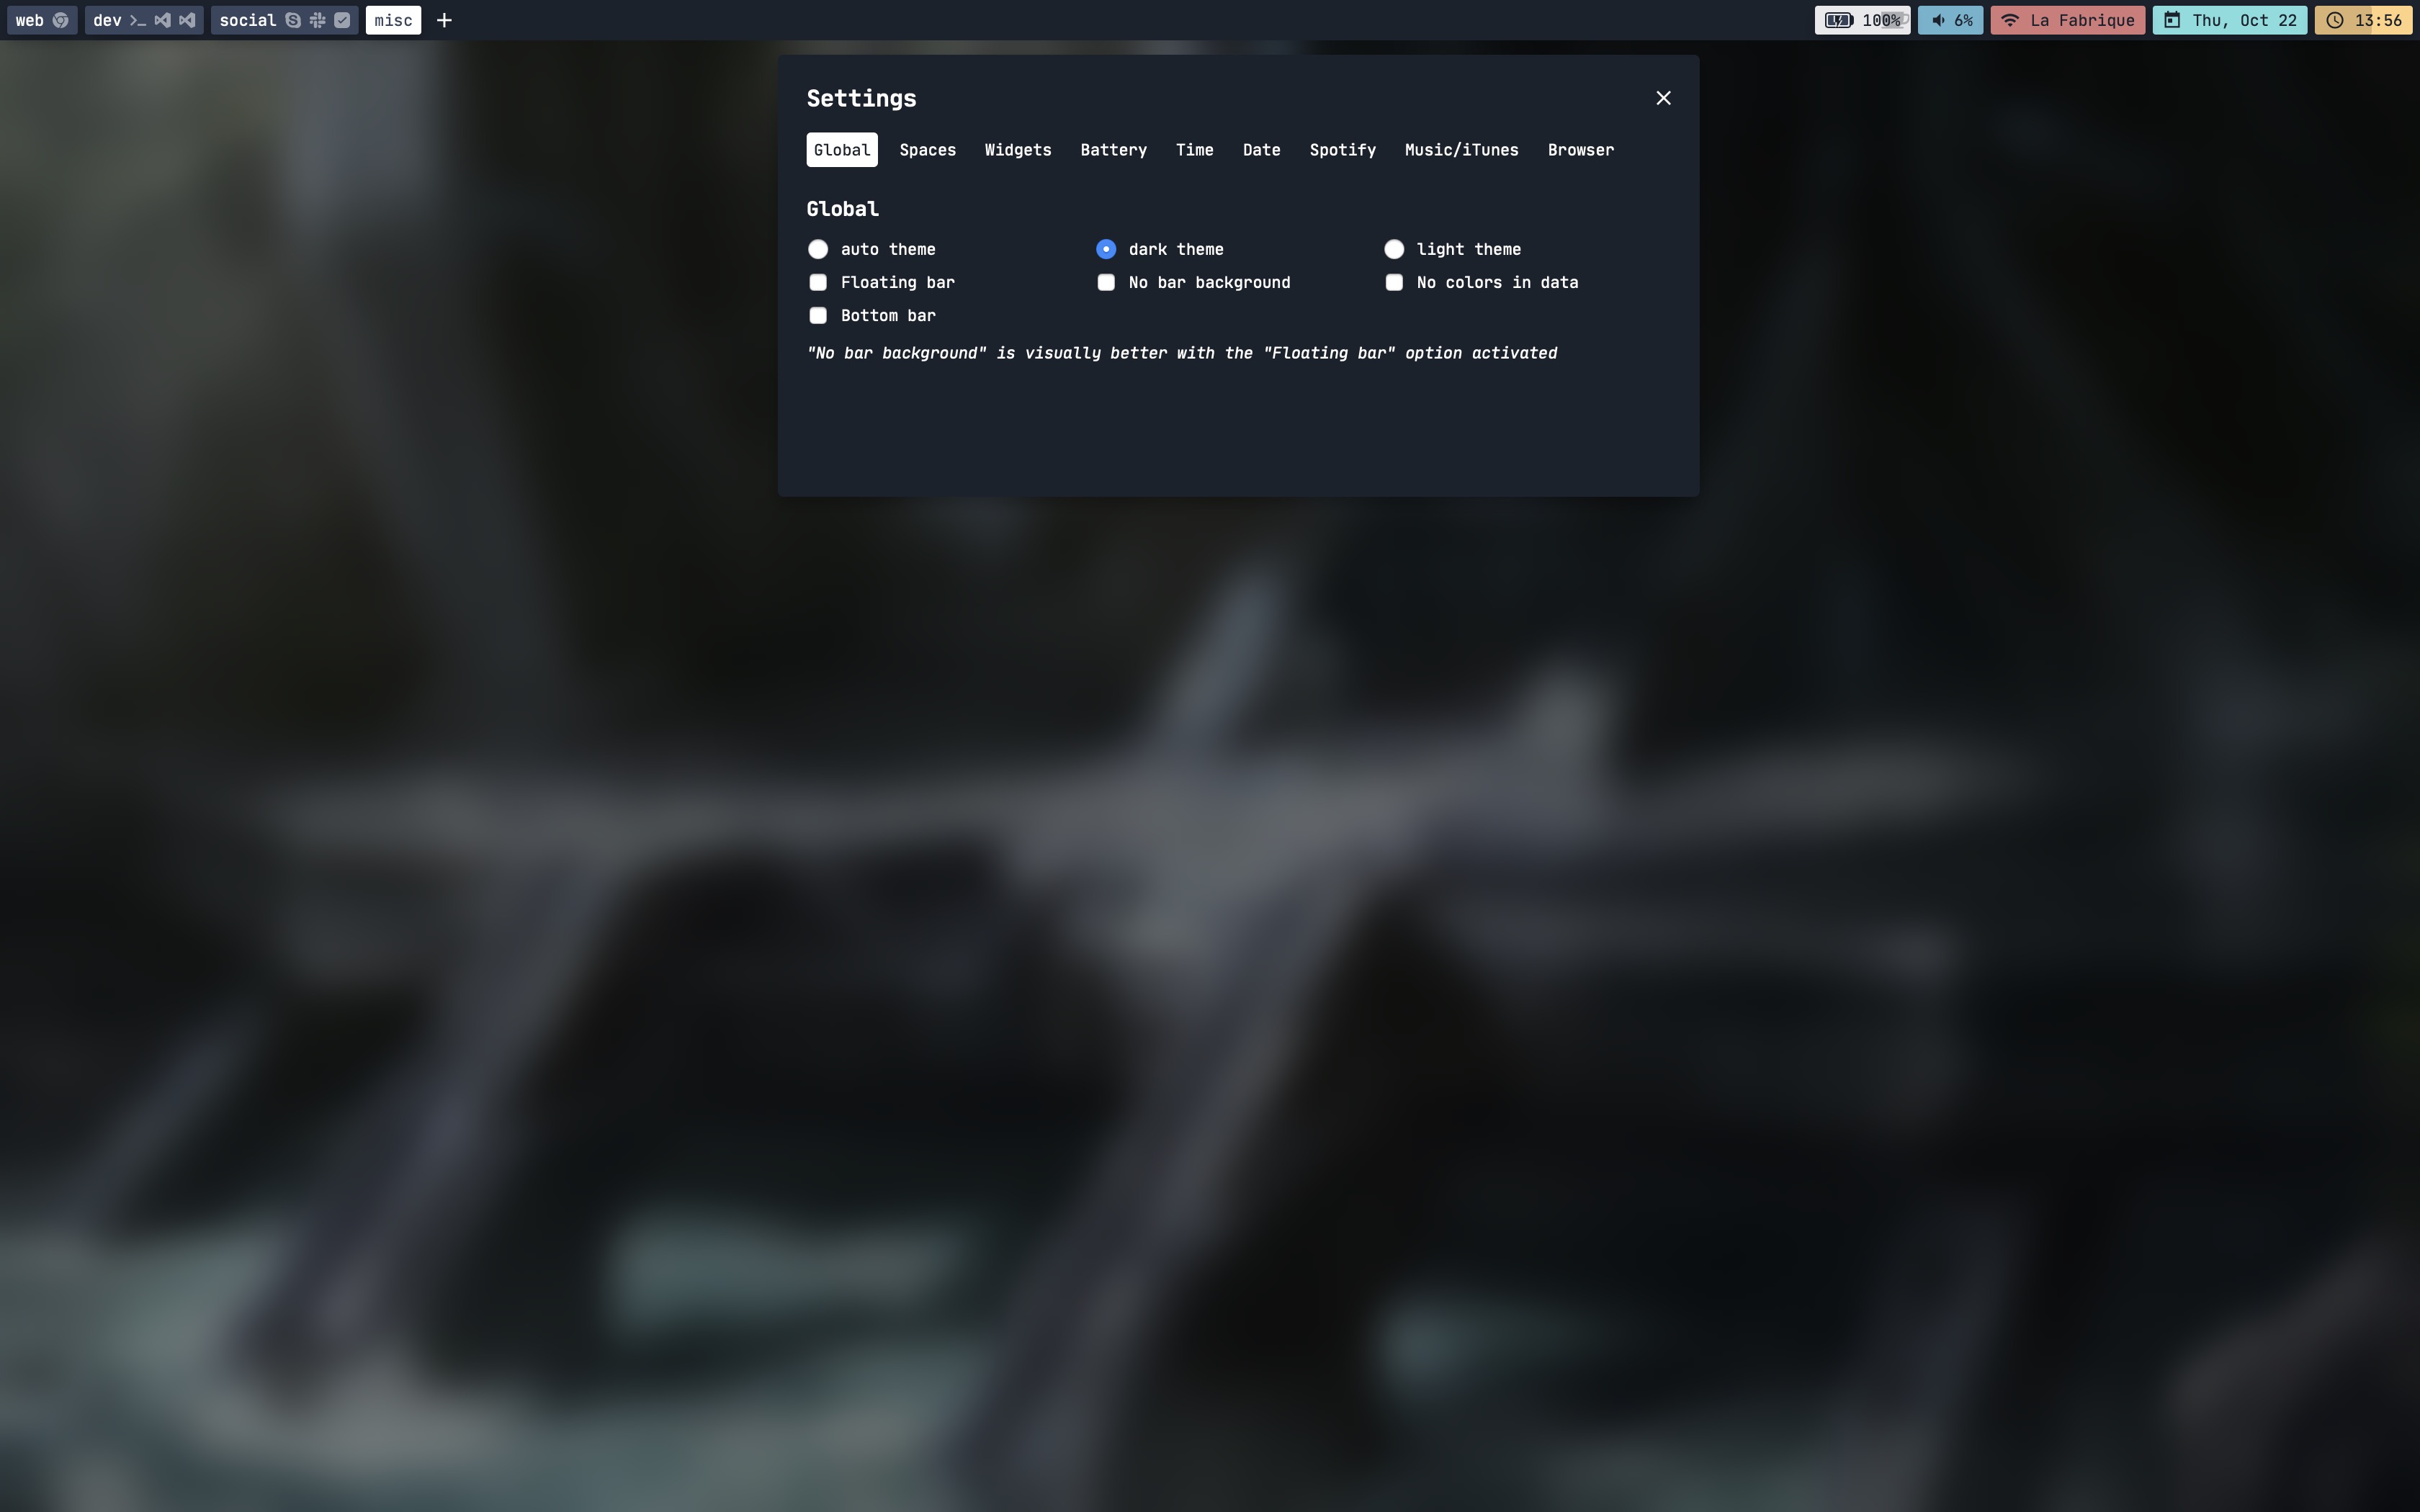 web dev social misc + 100% 6% La Fabrique Thu, Oct 22 13:56
Settings
Global Spaces Widgets Battery Time Date Spotify Music/iTunes Browser
Global
auto theme dark theme light theme
Floating bar No bar background No colors in data
Bottom bar
"No bar background" is visually better with the "Floating bar" option activated